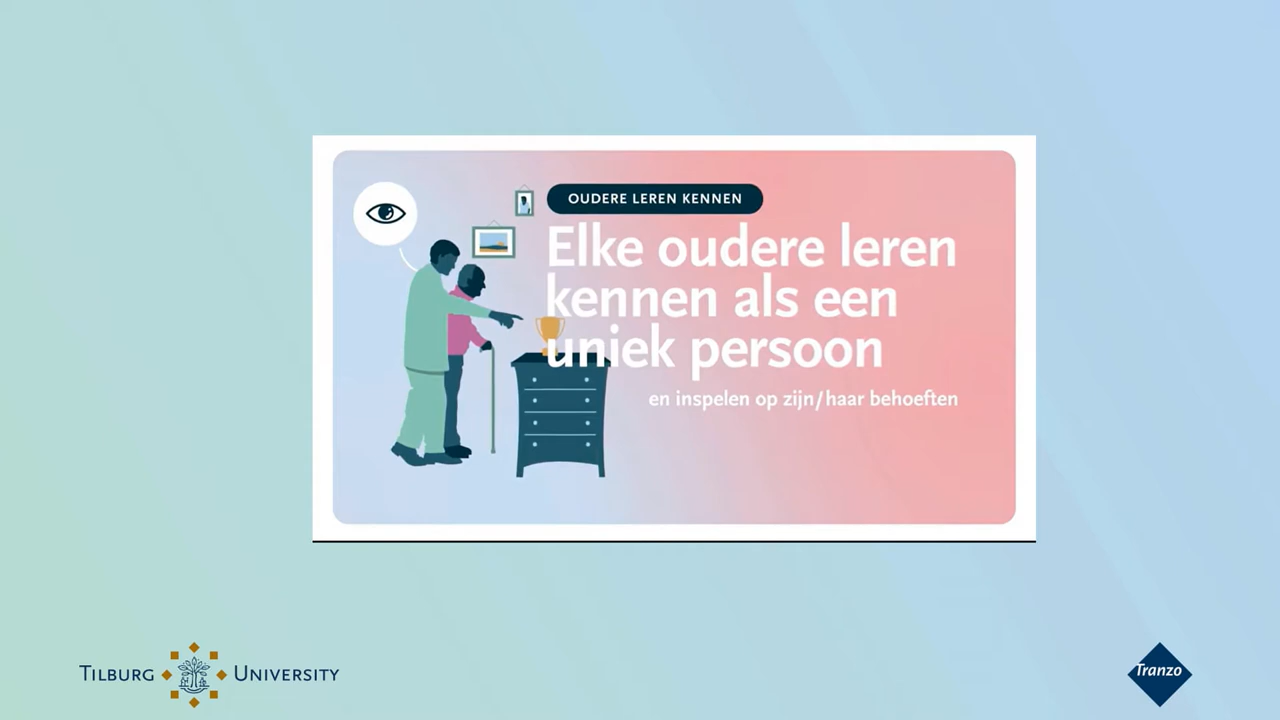 OUDERE LEREN KENNEN
Elke oudere leren
kennen als een
uniek persoon
en inspelen op zijn/haar behoeften
TILBURG UNIVERSITY
Tranzo